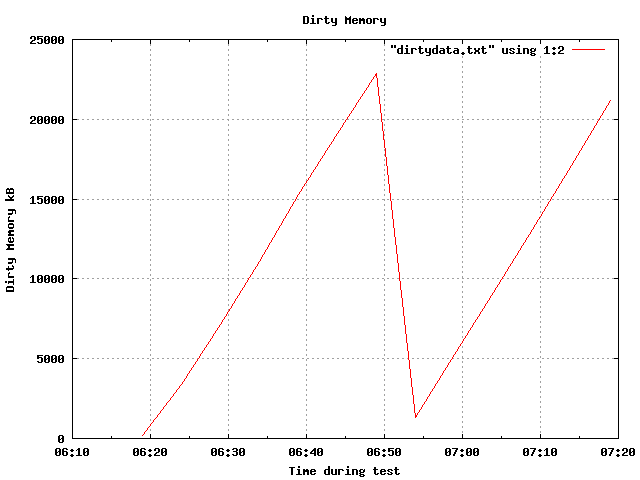 Dirty Memory
"dirtydata.txt" using 1:2
25000
20000
15000
10000
5000
0
Dirty Memory kB
06:10 06:20 06:30 06:40 06:50 07:00 07:10 07:20
Time during test